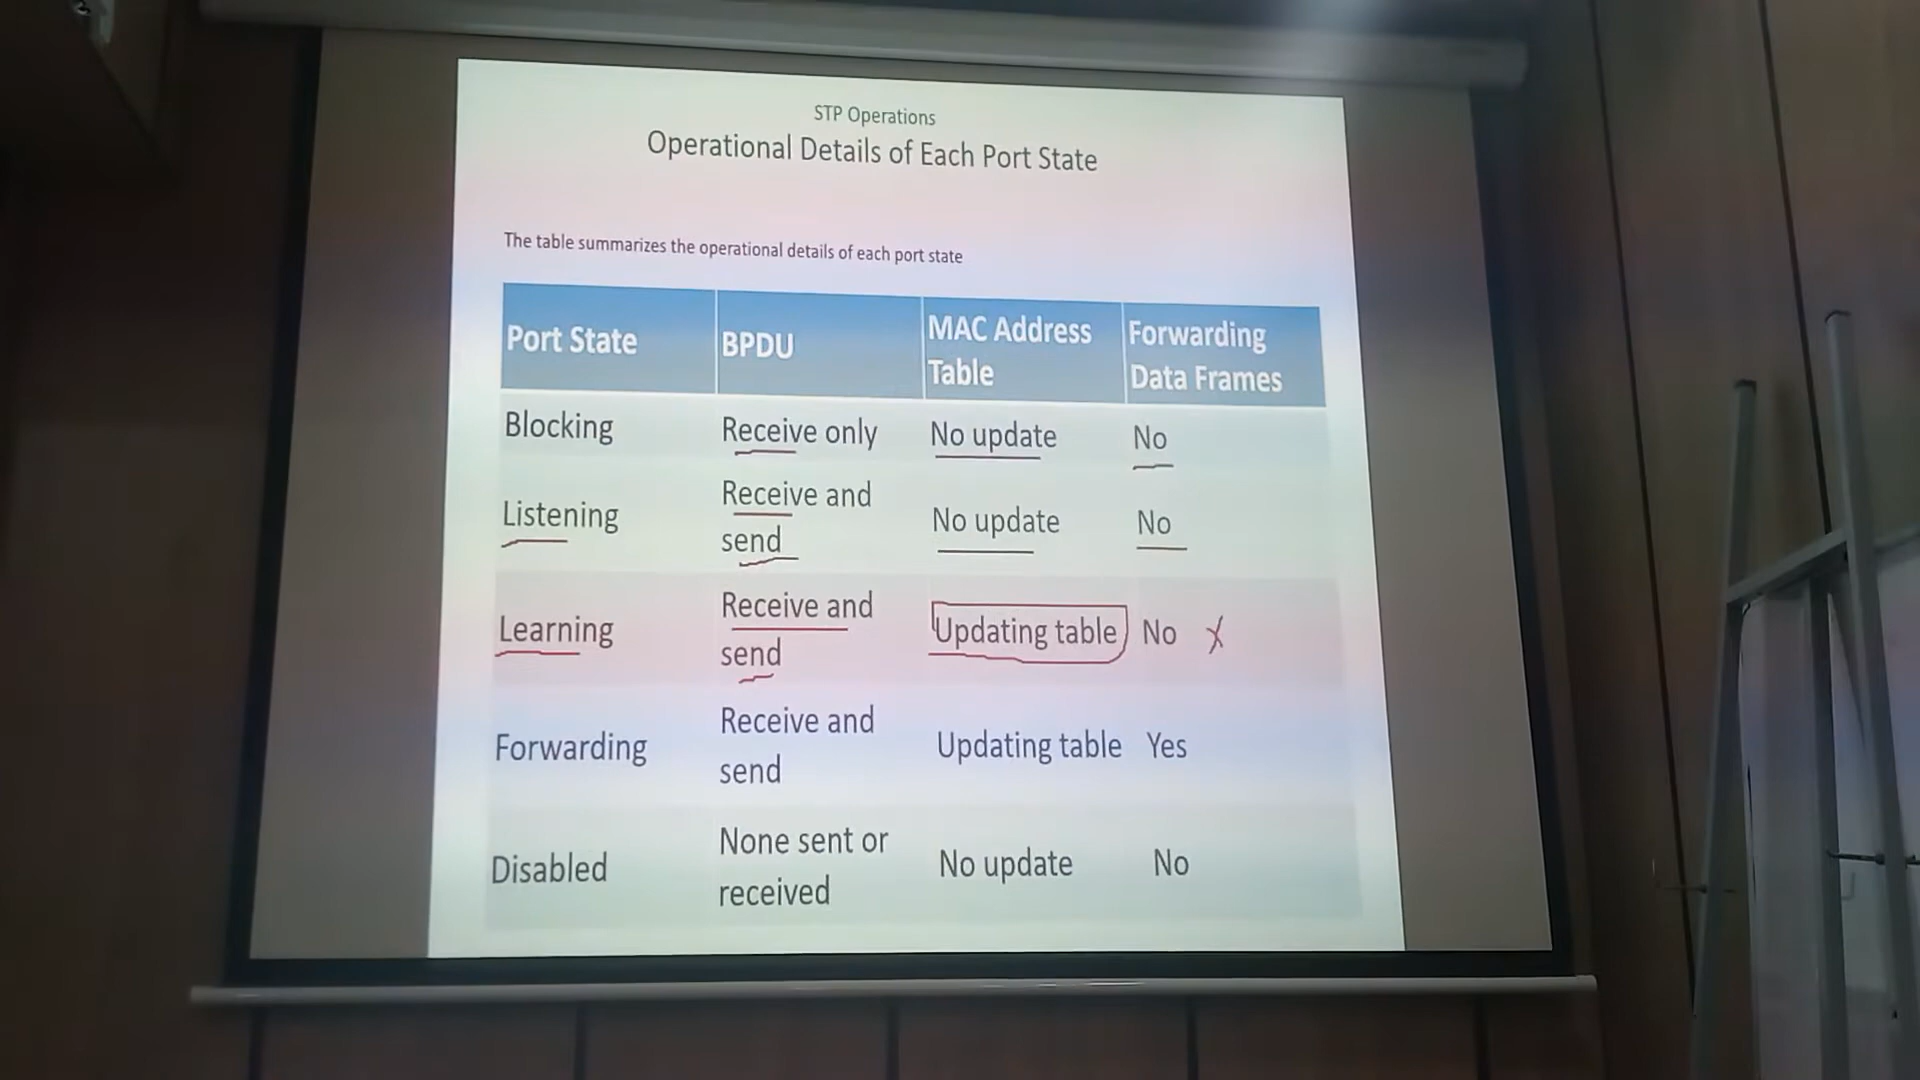 STP Operations
Operational Details of Each Port State
The table summarizes the operational details of each port state
Port State BPDU MAC Address Table Forwarding Data Frames
Blocking Receive only No update No
Listening Receive and send No update No
Learning Receive and send Updating table No X
Forwarding Receive and send Updating table Yes
Disabled None sent or received No update No